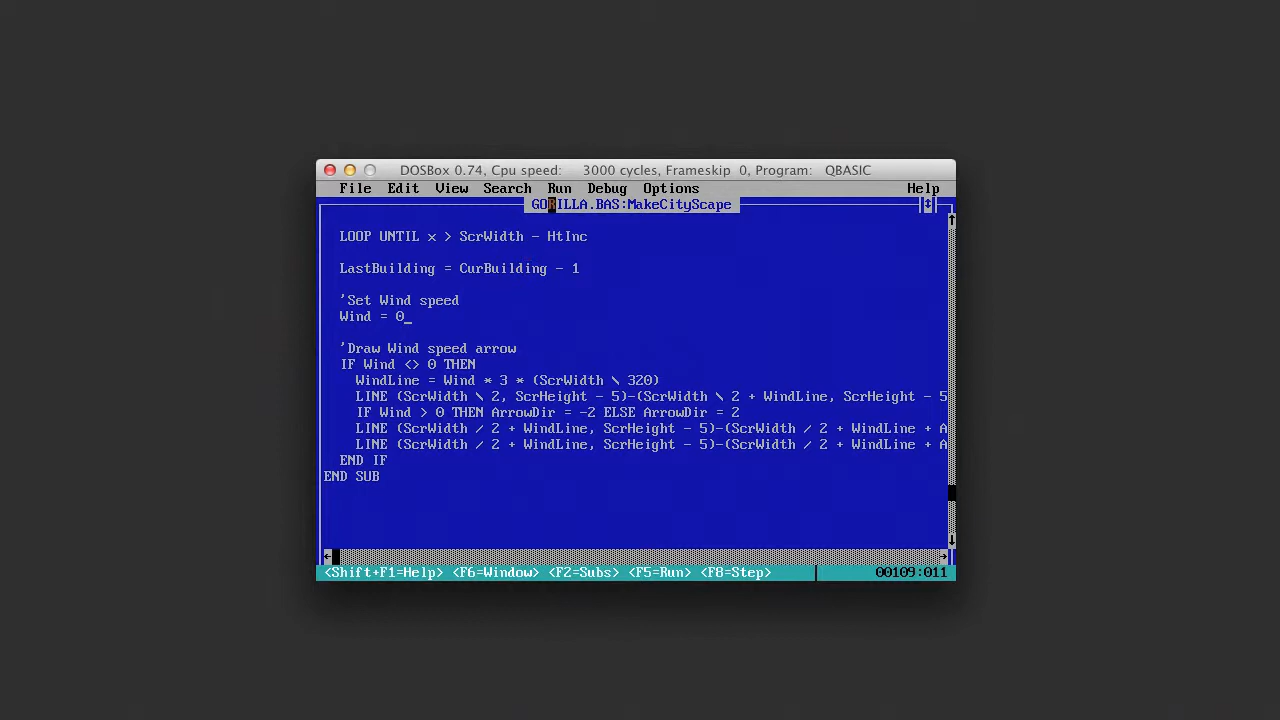 DOSBox 0.74, Cpu speed: 3000 cycles, Frameskip 0, Program: QBASIC
File Edit View Search Run Debug Options Help
GORILLA.BAS:MakeCityScape
LOOP UNTIL x > ScrWidth - HtInc
LastBuilding = CurBuilding - 1
'Set Wind speed
Wind = 0_
'Draw Wind speed arrow
IF Wind <> 0 THEN
WindLine = Wind * 3 * (ScrWidth \ 320)
LINE (ScrWidth \ 2, ScrHeight - 5)-(ScrWidth \ 2 + WindLine, ScrHeight - 5
IF Wind > 0 THEN ArrowDir = -2 ELSE ArrowDir = 2
LINE (ScrWidth / 2 + WindLine, ScrHeight - 5)-(ScrWidth / 2 + WindLine + A
LINE (ScrWidth / 2 + WindLine, ScrHeight - 5)-(ScrWidth / 2 + WindLine + A
END IF
END SUB
<Shift+F1=Help> <F6=Window> <F2=Subs> <F5=Run> <F8=Step> 00109:011